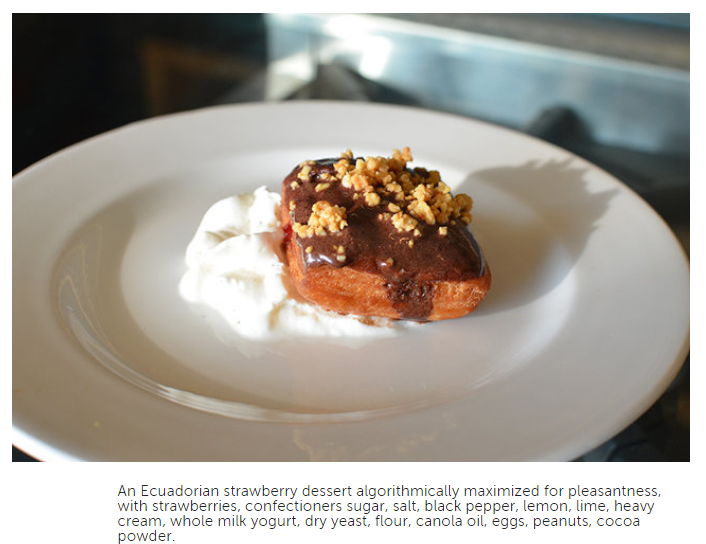 An Ecuadorian strawberry dessert algorithmically maximized for pleasantness,
with strawberries, confectioners sugar, salt, black pepper, lemon, lime, heavy
cream, whole milk yogurt, dry yeast, flour, canola oil, eggs, peanuts, cocoa
powder.